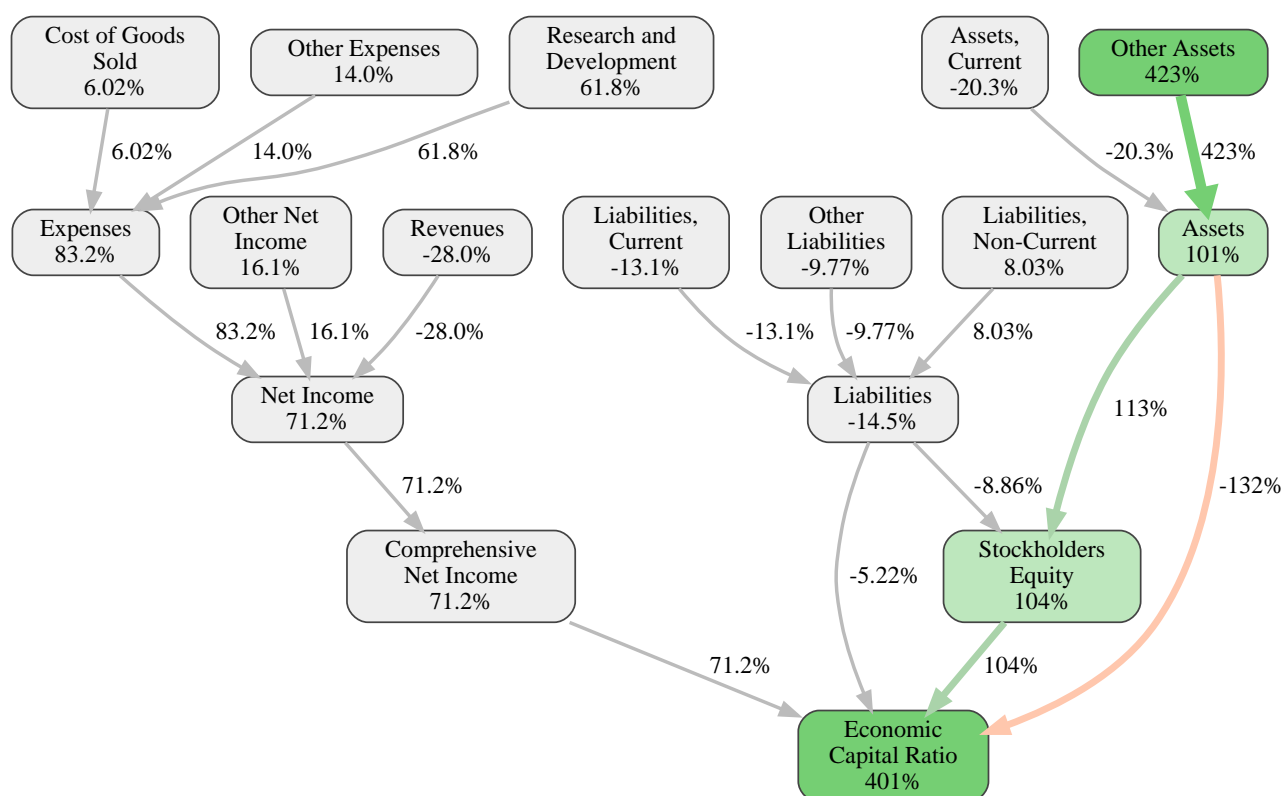 Cost of Goods
Sold
6.02%
Other Expenses
14.0%
Research and
Development
61.8%
Assets,
Current
-20.3%
Other Assets
423%
6.02%
14.0%
61.8%
-20.3%
423%
Expenses
83.2%
Other Net
Income
16.1%
Revenues
-28.0%
Liabilities,
Current
-13.1%
Other
Liabilities
-9.77%
Liabilities,
Non-Current
8.03%
Assets
101%
83.2%
16.1%
-28.0%
-13.1%
-9.77%
8.03%
Net Income
71.2%
Liabilities
-14.5%
113%
71.2%
-8.86%
-132%
Comprehensive
Net Income
71.2%
-5.22%
Stockholders
Equity
104%
71.2%
104%
Economic
Capital Ratio
401%